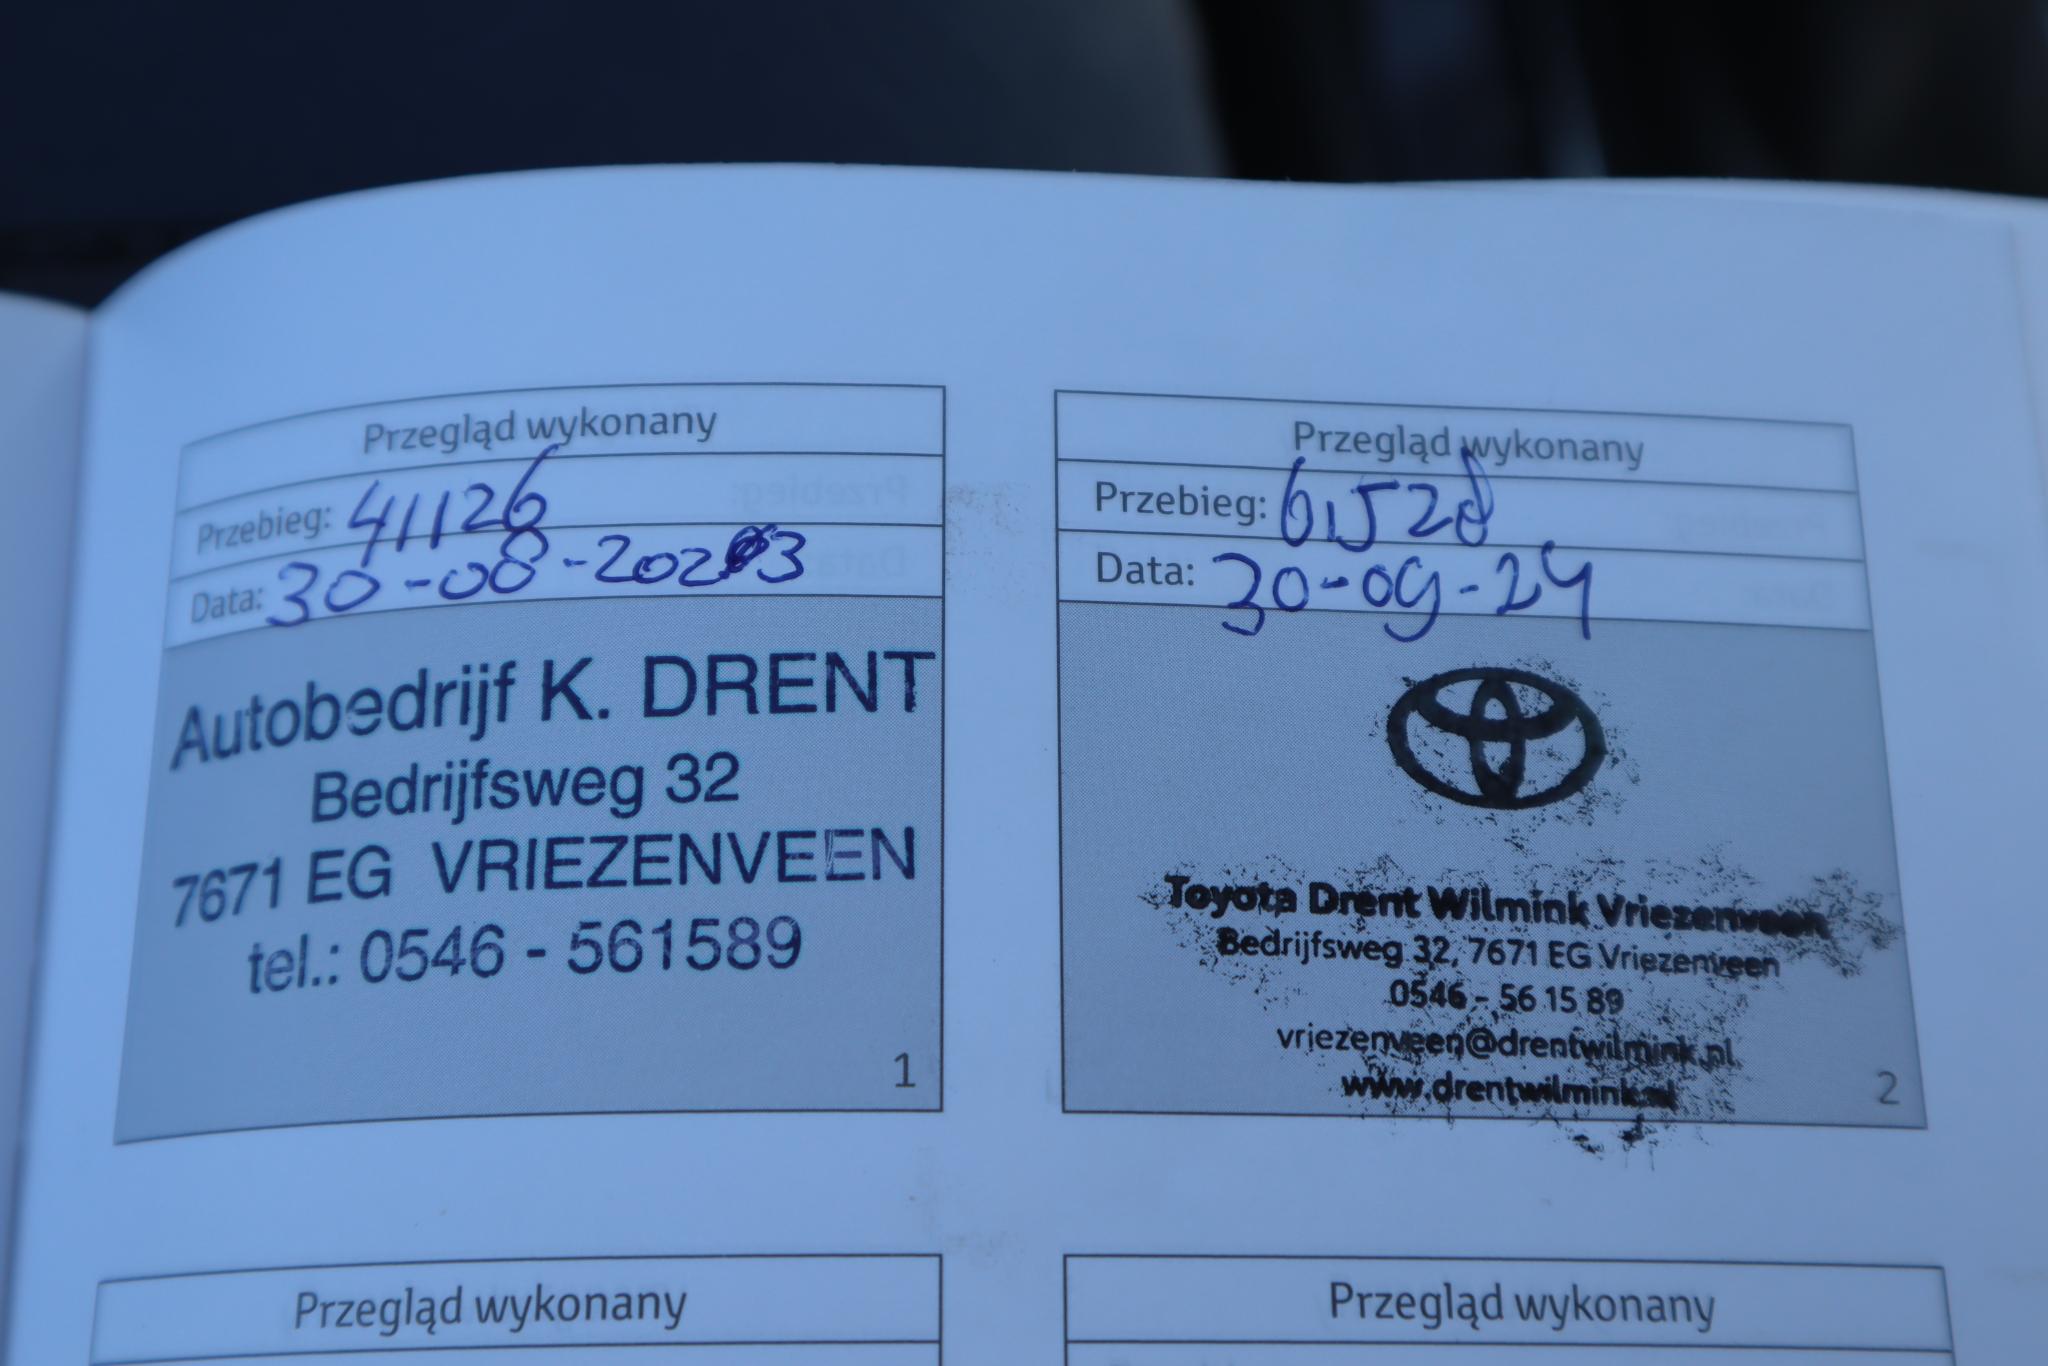 Przegląd wykonany
Przebieg: 41126
Data: 30-08-2023
Autobedrijf K. DRENT
Bedrijfsweg 32
7671 EG VRIEZENVEEN
tel.: 0546 - 561589
1
Przegląd wykonany
Przebieg: 61528
Data: 30-09-24
Toyota Drent Wilmink Vriezenveen
Bedrijfsweg 32, 7671 EG Vriezenveen
0546 - 56 15 89
vriezenveen@drentwilmink.nl
www.drentwilmink.nl
2
Przegląd wykonany
Przegląd wykonany